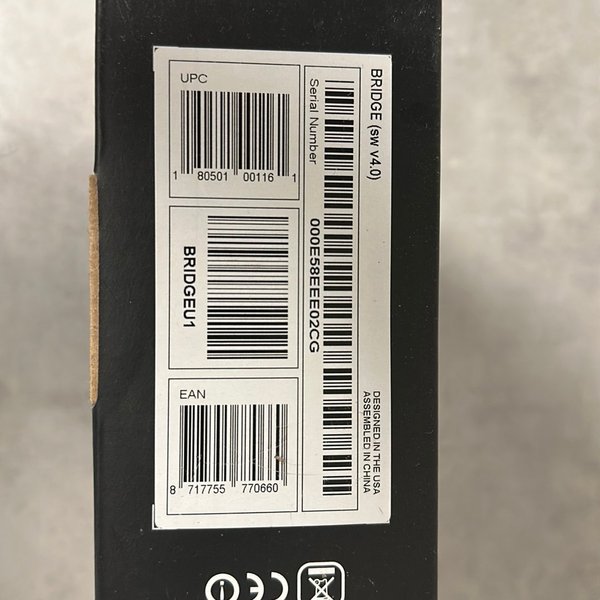 BRIDGE (sw v4.0)
Serial Number
000E58EEE02CG
DESIGNED IN THE USA
ASSEMBLED IN CHINA
UPC
1 80501 00116 1
BRIDGEU1
EAN
8 717755 770660
CE